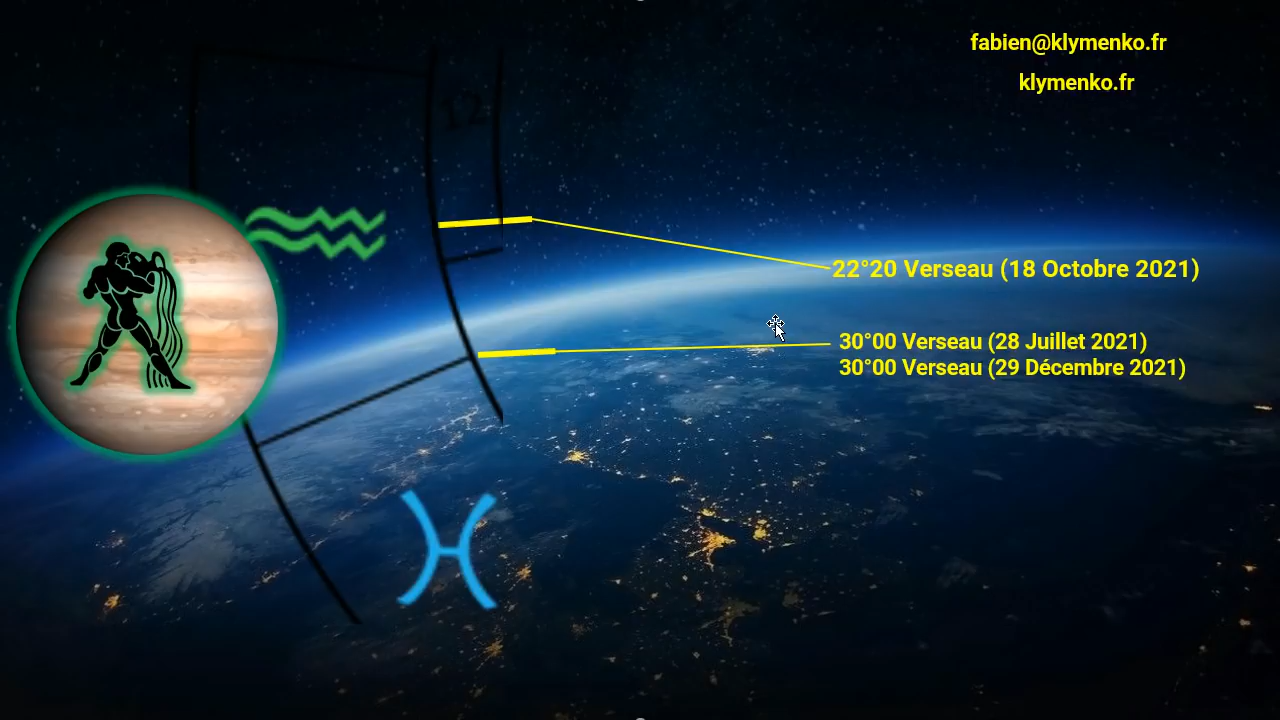 fabien@klymenko.fr
klymenko.fr
12
22°20 Verseau (18 Octobre 2021)
30°00 Verseau (28 Juillet 2021)
30°00 Verseau (29 Décembre 2021)